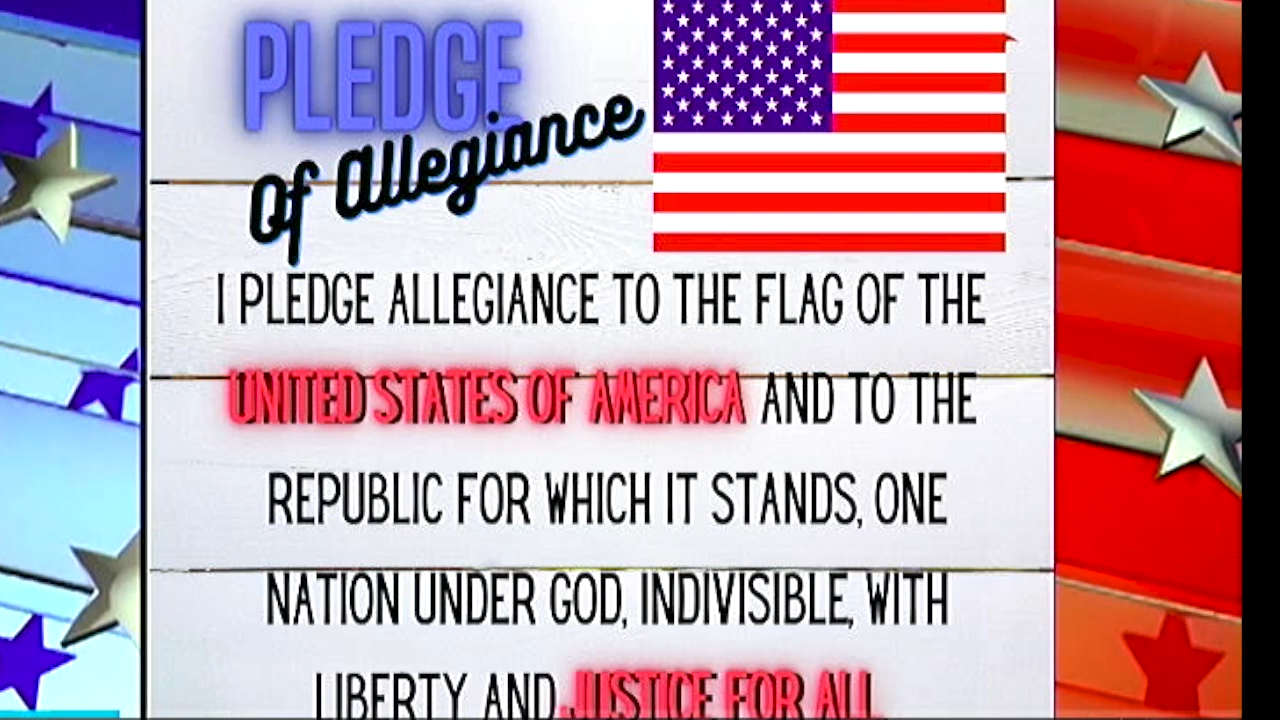 PLEDGE
Of Allegiance
I PLEDGE ALLEGIANCE TO THE FLAG OF THE
UNITED STATES OF AMERICA AND TO THE
REPUBLIC FOR WHICH IT STANDS, ONE
NATION UNDER GOD, INDIVISIBLE, WITH
LIBERTY AND JUSTICE FOR ALL